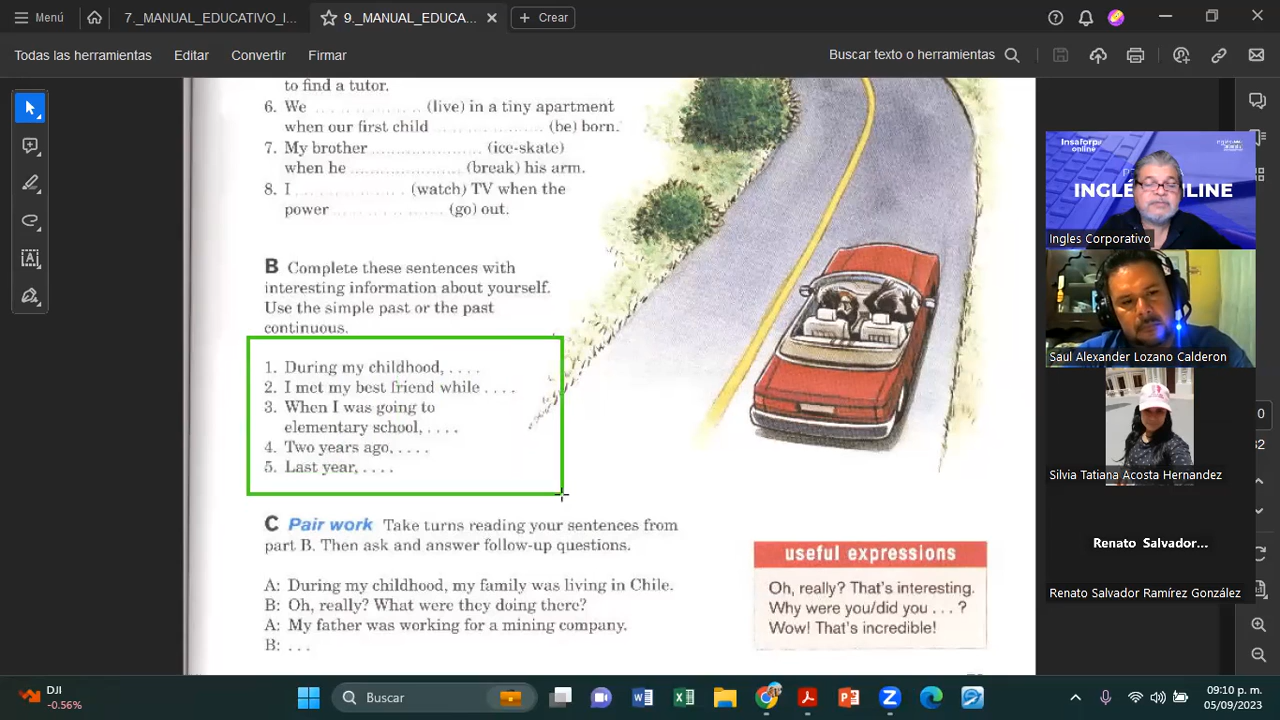 Menú
7._MANUAL_EDUCATIVO_I...
9._MANUAL_EDUCA...
Crear
Todas las herramientas
Editar
Convertir
Firmar
Buscar texto o herramientas
to find a tutor.
6. We .............. (live) in a tiny apartment
when our first child .............. (be) born.
7. My brother .............. (ice-skate)
when he .............. (break) his arm.
8. I .............. (watch) TV when the
power .............. (go) out.
B Complete these sentences with
interesting information about yourself.
Use the simple past or the past
continuous.
1. During my childhood, . . . .
2. I met my best friend while . . . .
3. When I was going to
elementary school, . . . .
4. Two years ago, . . . .
5. Last year, . . . .
C Pair work Take turns reading your sentences from
part B. Then ask and answer follow-up questions.
A: During my childhood, my family was living in Chile.
B: Oh, really? What were they doing there?
A: My father was working for a mining company.
B: . . .
useful expressions
Oh, really? That's interesting.
Why were you/did you . . . ?
Wow! That's incredible!
Insaforp
online
INGLÉS ONLINE
Ingles Corporativo
Saul Alexander Lozano Calderon
Silvia Tatiana Acosta Hernandez
Renato Salvador...
Renato Salvador Ramírez González
DJI
-0.56%
Buscar
09:10 p. m.
05/09/2023